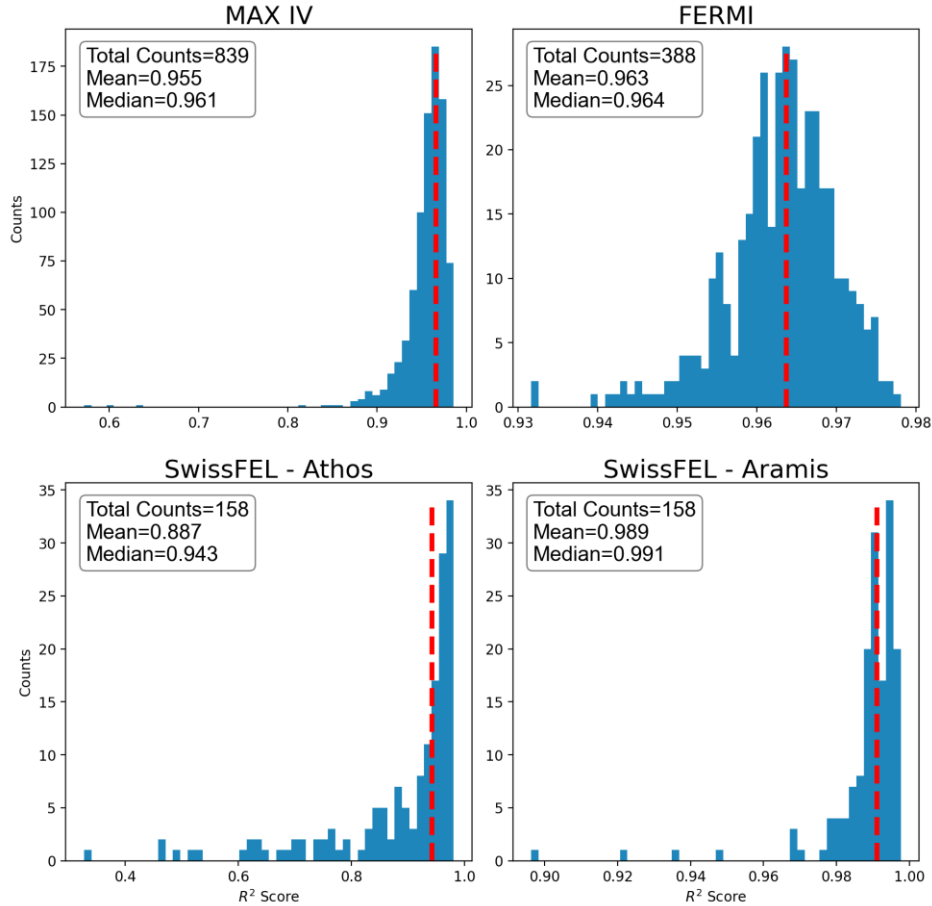 MAX IV
Total Counts=839
Mean=0.955
Median=0.961
175
150
125
100
75
50
25
0
Counts
0.6 0.7 0.8 0.9 1.0
FERMI
Total Counts=388
Mean=0.963
Median=0.964
25
20
15
10
5
0
0.93 0.94 0.95 0.96 0.97 0.98
SwissFEL - Athos
Total Counts=158
Mean=0.887
Median=0.943
35
30
25
20
15
10
5
0
Counts
0.4 0.6 0.8 1.0
R² Score
SwissFEL - Aramis
Total Counts=158
Mean=0.989
Median=0.991
35
30
25
20
15
10
5
0
0.90 0.92 0.94 0.96 0.98 1.00
R² Score